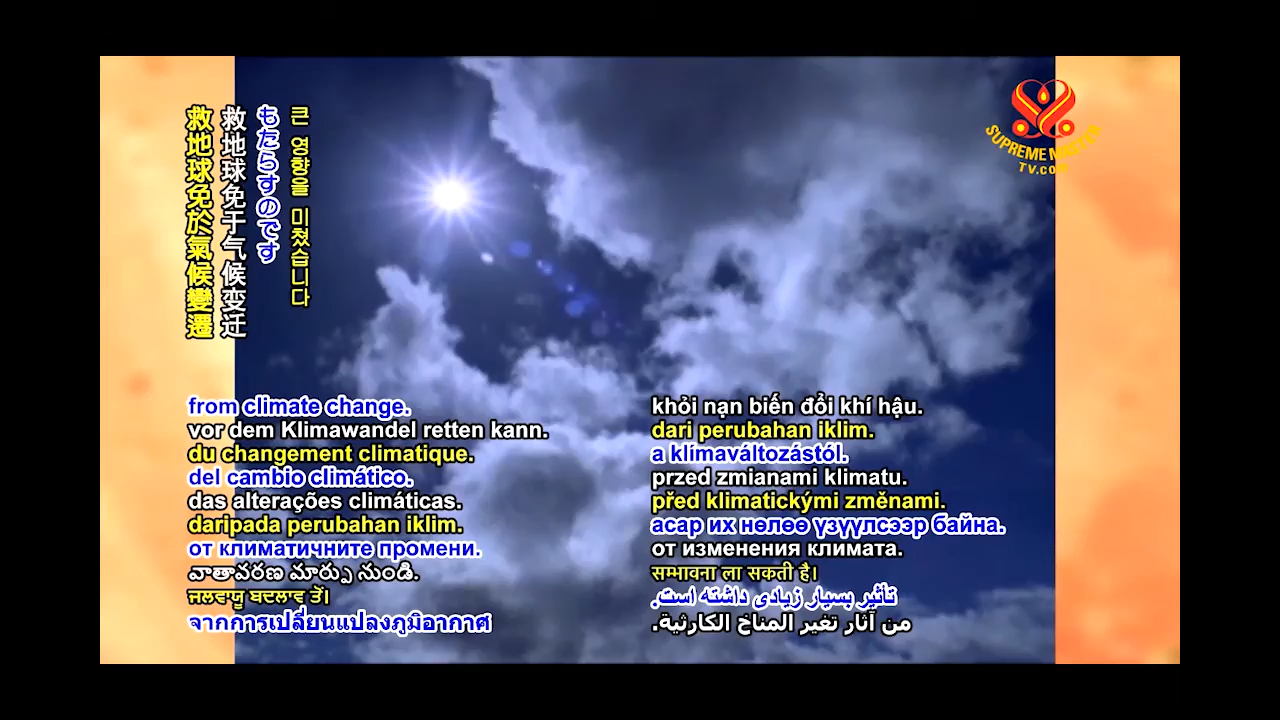 救地球免於氣候變遷
救地球免于气候变迁
もたらすのです
큰 영향을 미쳤습니다
SUPREME MASTER
TV.COM
from climate change.
vor dem Klimawandel retten kann.
du changement climatique.
del cambio climático.
das alterações climáticas.
daripada perubahan iklim.
от климатичните промени.
వాతావరణ మార్పు నుండి.
ਜਲਵਾਯੂ ਬਦਲਾਵ ਤੋਂ।
จากการเปลี่ยนแปลงภูมิอากาศ
khỏi nạn biến đổi khí hậu.
dari perubahan iklim.
a klímaváltozástól.
przed zmianami klimatu.
před klimatickými změnami.
асар их нөлөө үзүүлсээр байна.
от изменения климата.
सम्भावना ला सकती है।
تأثیر بسیار زیادی داشته است.
من آثار تغير المناخ الكارثية.